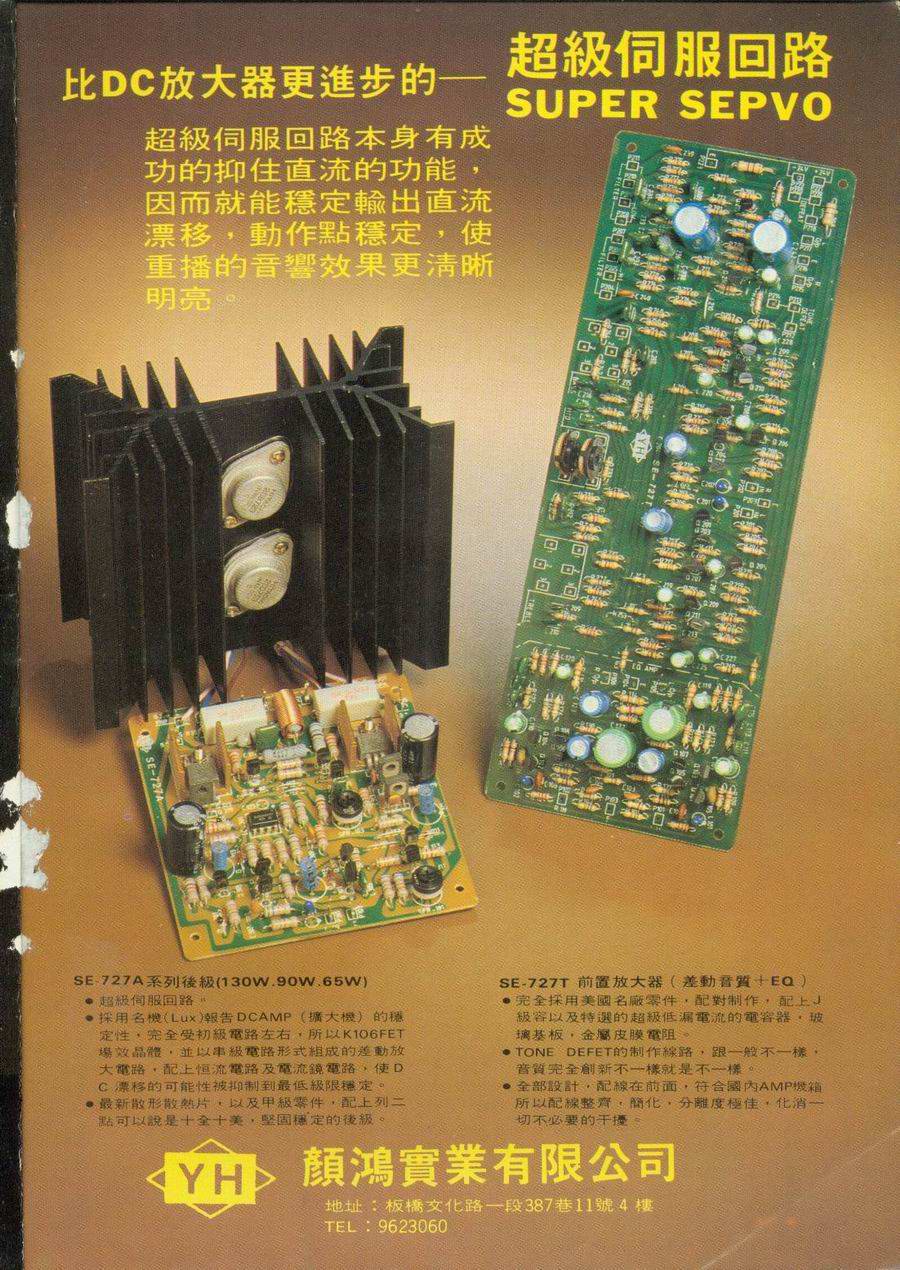 比DC放大器更進步的—
超級伺服回路
SUPER SEPVO
超級伺服回路本身有成
功的抑住直流的功能，
因而就能穩定輸出直流
漂移，動作點穩定，使
重播的音響效果更淸晰
明亮。
YH
SE-727T
SE-727A
SE-727A系列後級(130W.90W.65W)
● 超級伺服回路。
● 採用名機(Lux)報告DCAMP（擴大機）的穩
定性，完全受初級電路左右，所以K106FET
場效晶體，並以串級電路形式組成的差動放
大電路，配上恒流電路及電流鏡電路，使D
C 漂移的可能性被抑制到最低級限穩定。
● 最新散形散熱片，以及甲級零件，配上列二
點可以說是十全十美，堅固穩定的後級。
SE-727T 前置放大器（差動音質＋EQ）
● 完全採用美國名廠零件，配對制作，配上J
級容以及特選的超級低漏電流的電容器，玻
璃基板，金屬皮膜電阻。
● TONE DEFET的制作線路，跟一般不一樣，
音質完全創新不一樣就是不一樣。
● 全部設計，配線在前面，符合國內AMP機箱
所以配線整齊，簡化，分離度極佳，化消一
切不必要的干擾。
YH
顏鴻實業有限公司
地址：板橋文化路一段387巷11號4樓
TEL：9623060